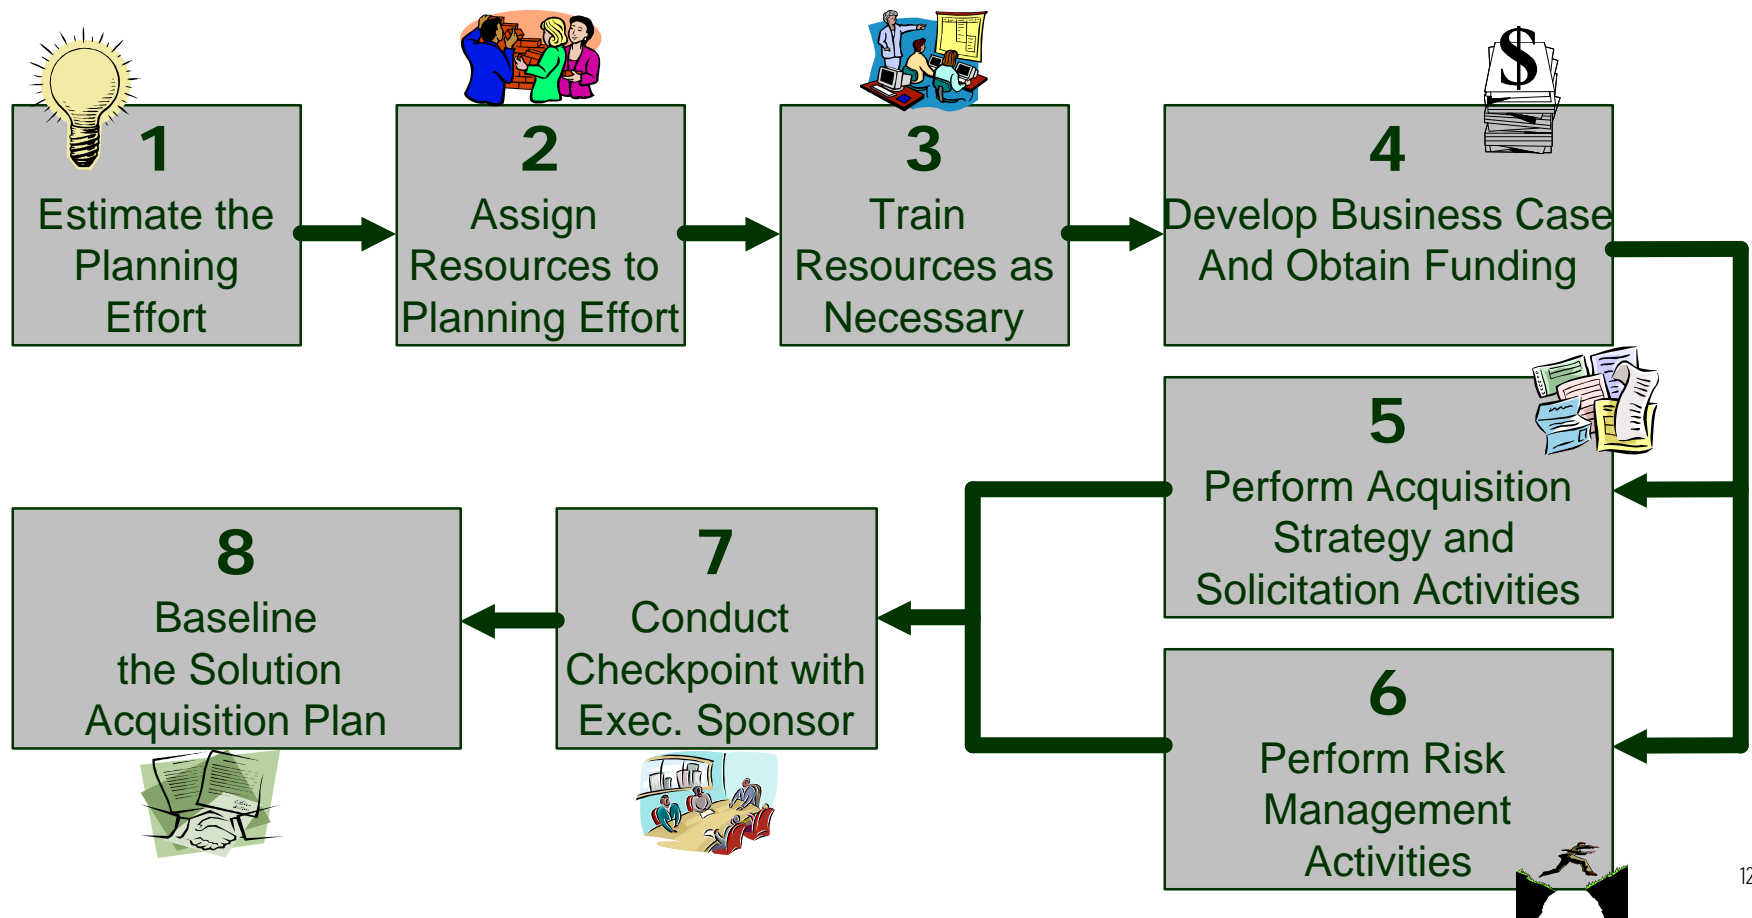 1
Estimate the
Planning
Effort
2
Assign
Resources to
Planning Effort
3
Train
Resources as
Necessary
4
Develop Business Case
And Obtain Funding
$
5
Perform Acquisition
Strategy and
Solicitation Activities
6
Perform Risk
Management
Activities
7
Conduct
Checkpoint with
Exec. Sponsor
8
Baseline
the Solution
Acquisition Plan
12